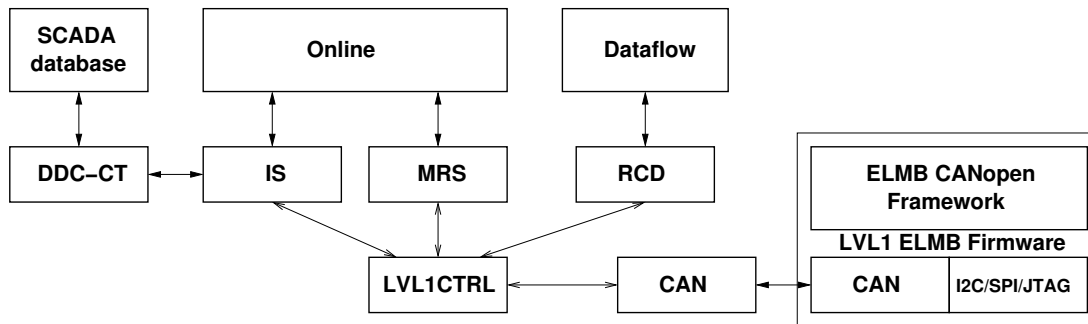 SCADA
database
Online
Dataflow
DDC–CT
IS
MRS
RCD
ELMB CANopen
Framework
LVL1 ELMB Firmware
LVL1CTRL
CAN
CAN
I2C/SPI/JTAG